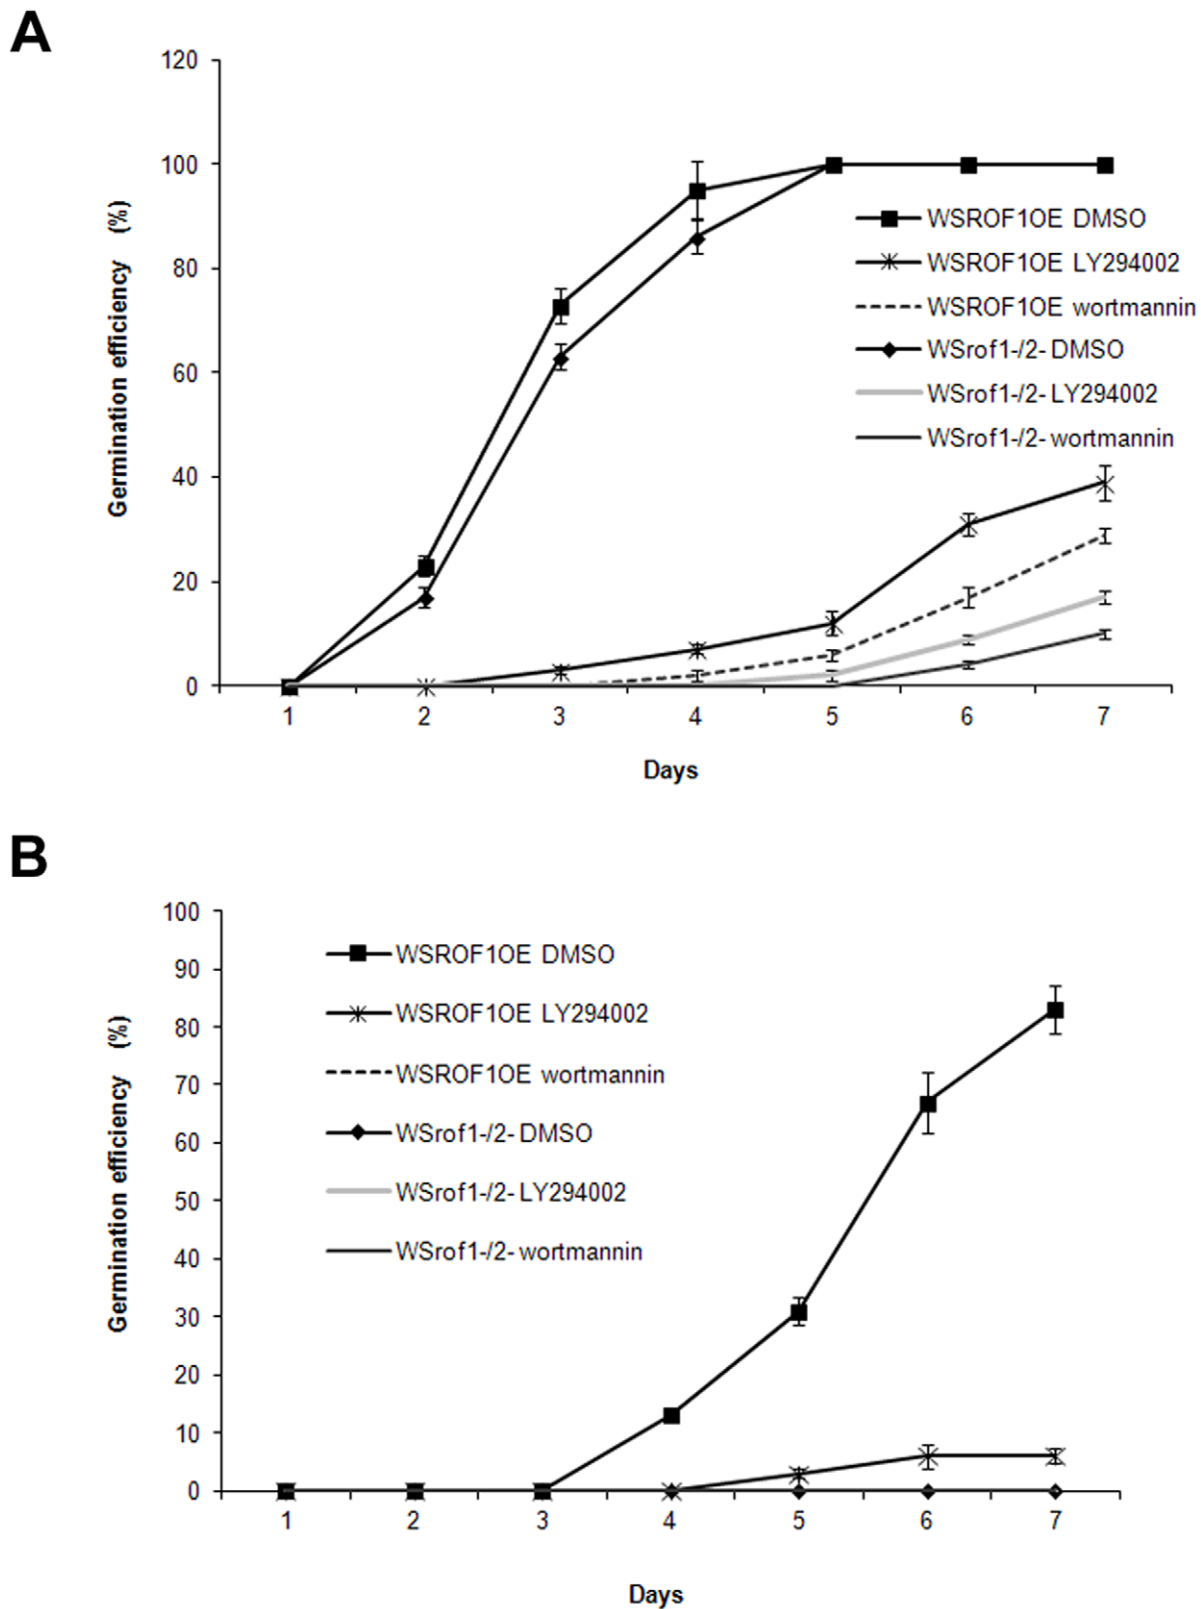 A
120
100
80
60
40
20
0
Germination efficiency (%)
WSROF1OE DMSO
WSROF1OE LY294002
WSROF1OE wortmannin
WSrof1-/2- DMSO
WSrof1-/2- LY294002
WSrof1-/2- wortmannin
1 2 3 4 5 6 7
Days
B
100
90
80
70
60
50
40
30
20
10
0
Germination efficiency (%)
WSROF1OE DMSO
WSROF1OE LY294002
WSROF1OE wortmannin
WSrof1-/2- DMSO
WSrof1-/2- LY294002
WSrof1-/2- wortmannin
1 2 3 4 5 6 7
Days